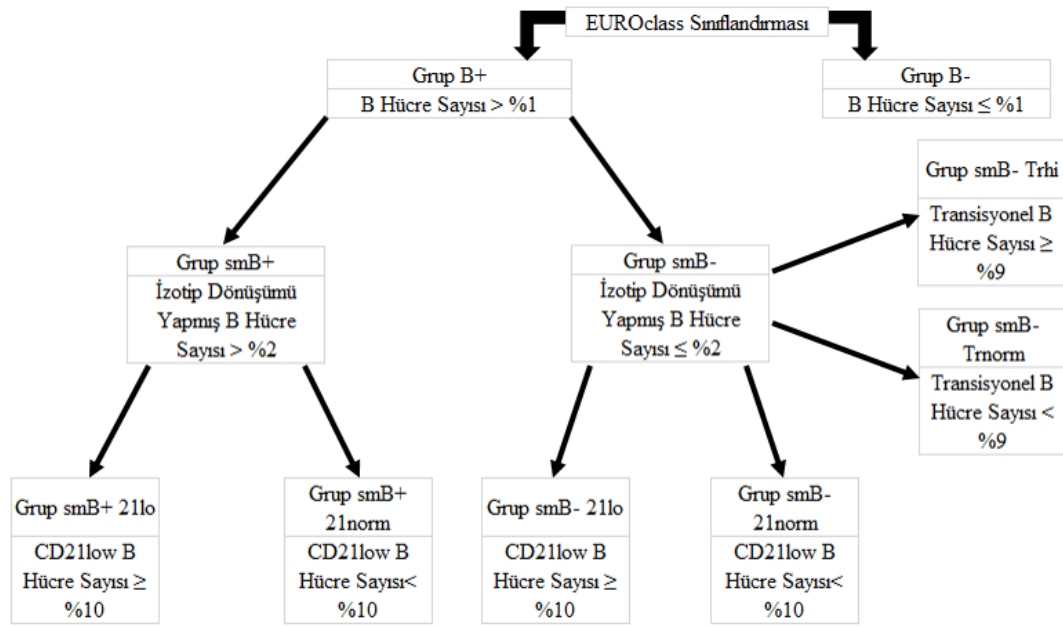 EUROclass Sınıflandırması
Grup B+
B Hücre Sayısı > %1
Grup B-
B Hücre Sayısı ≤ %1
Grup smB+
İzotip Dönüşümü
Yapmış B Hücre
Sayısı > %2
Grup smB-
İzotip Dönüşümü
Yapmış B Hücre
Sayısı ≤ %2
Grup smB- Trhi
Transisyonel B
Hücre Sayısı ≥
%9
Grup smB-
Trnorm
Transisyonel B
Hücre Sayısı <
%9
Grup smB+ 21lo
CD21low B
Hücre Sayısı ≥
%10
Grup smB+
21norm
CD21low B
Hücre Sayısı<
%10
Grup smB- 21lo
CD21low B
Hücre Sayısı ≥
%10
Grup smB-
21norm
CD21low B
Hücre Sayısı<
%10